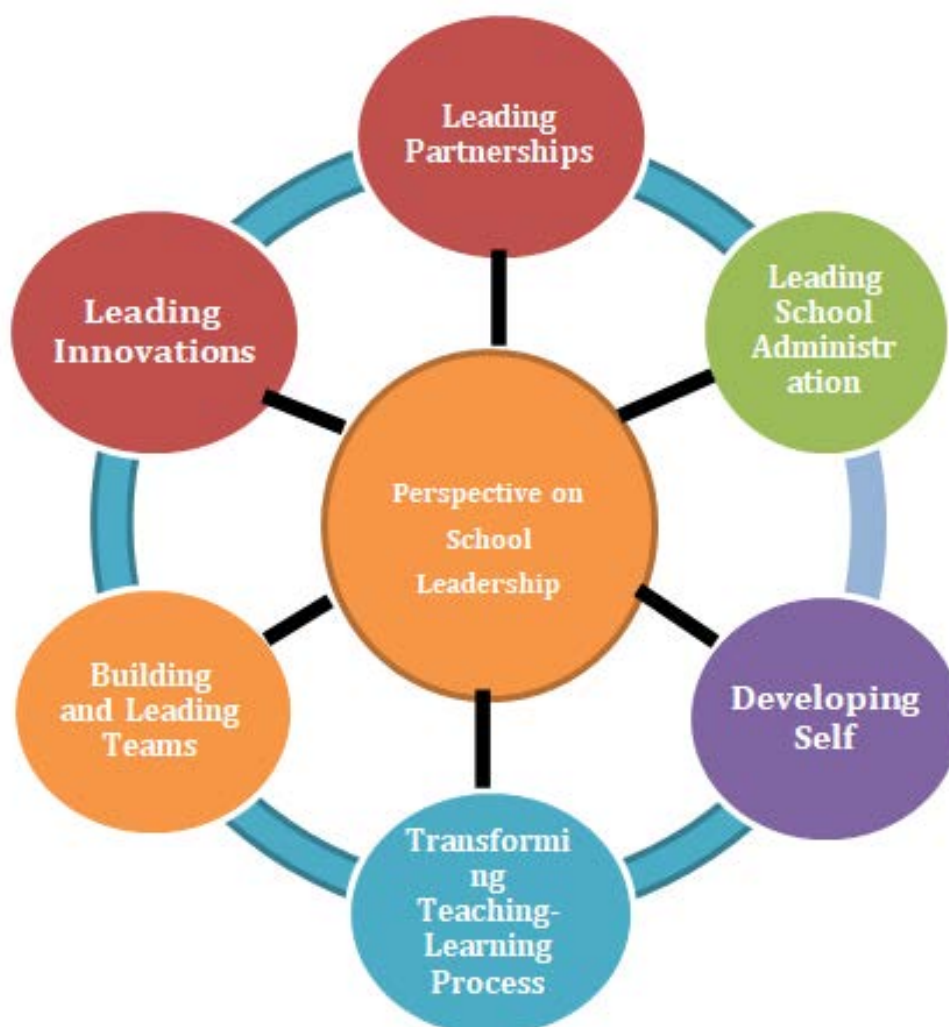 Leading
Partnerships
Leading
School
Administr
ation
Leading
Innovations
Perspective on
School
Leadership
Building
and Leading
Teams
Developing
Self
Transformi
ng
Teaching-
Learning
Process